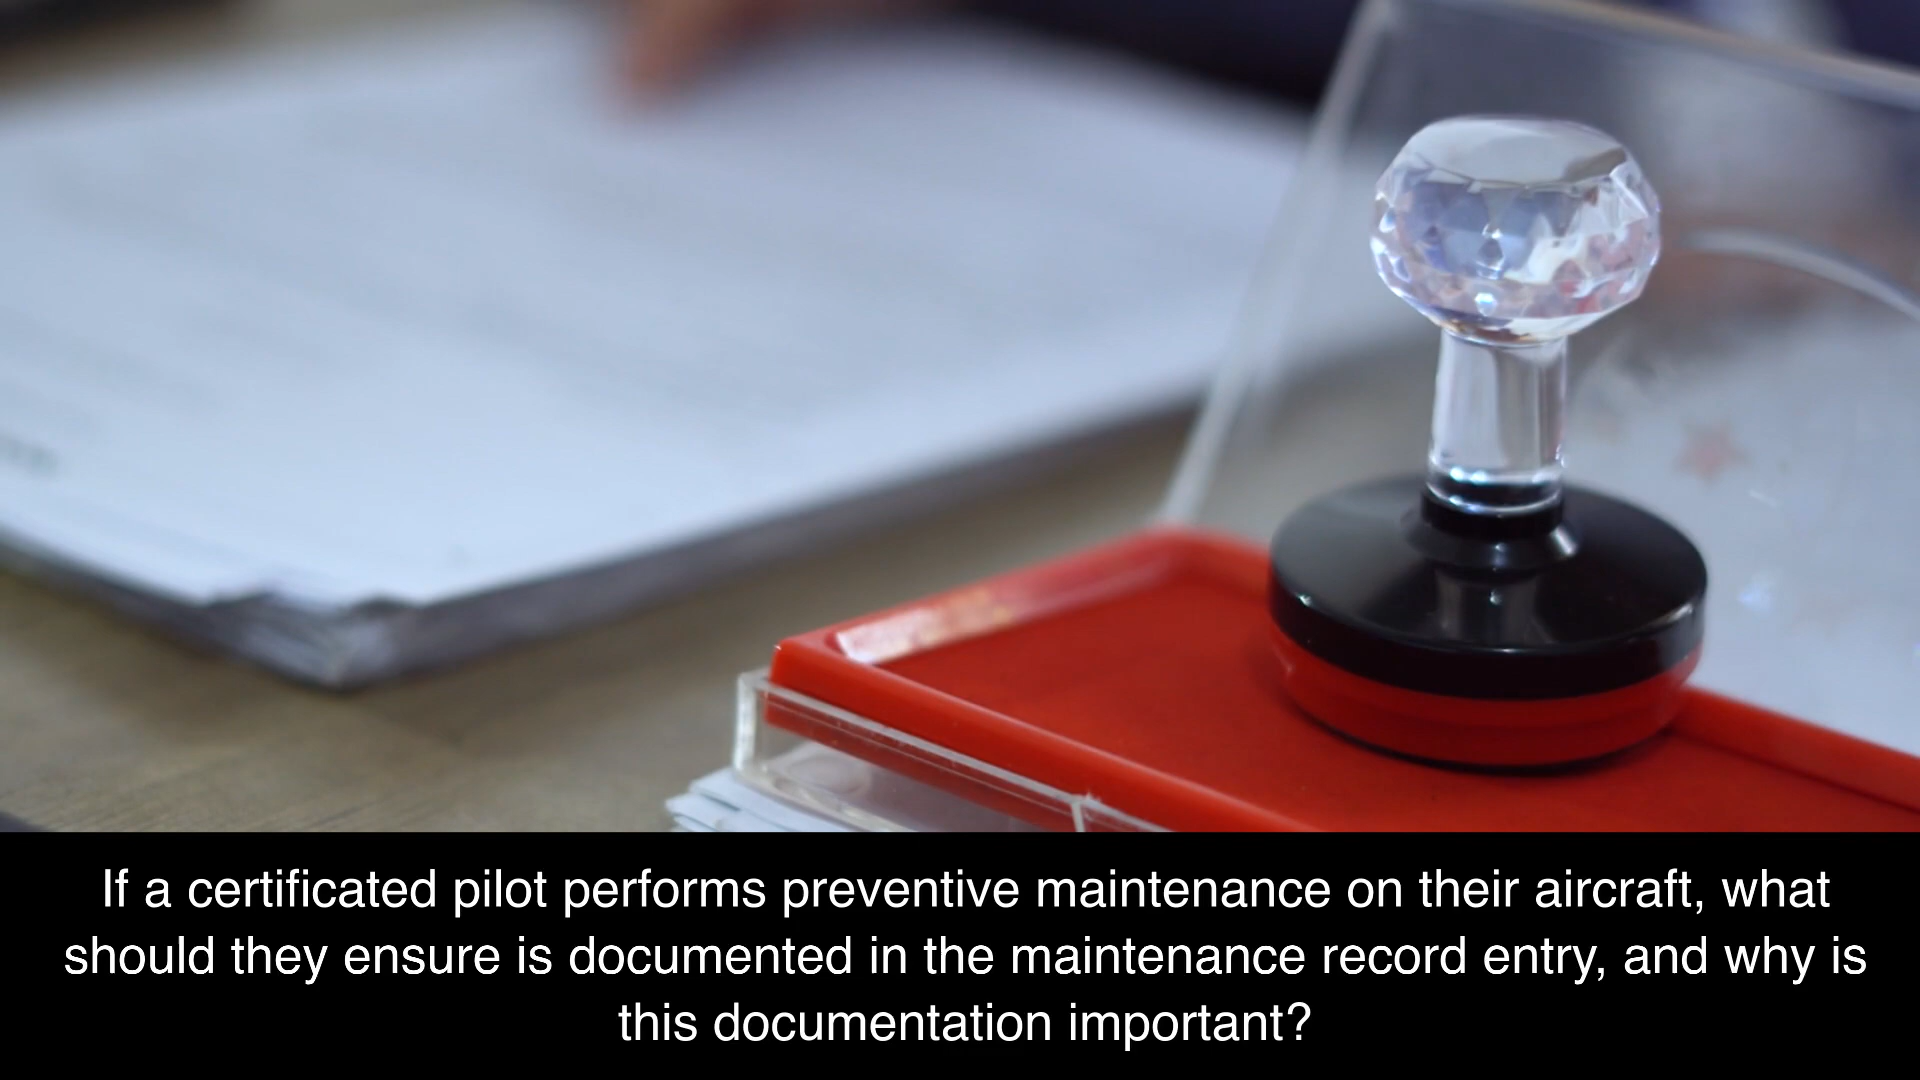 If a certificated pilot performs preventive maintenance on their aircraft, what
should they ensure is documented in the maintenance record entry, and why is
this documentation important?